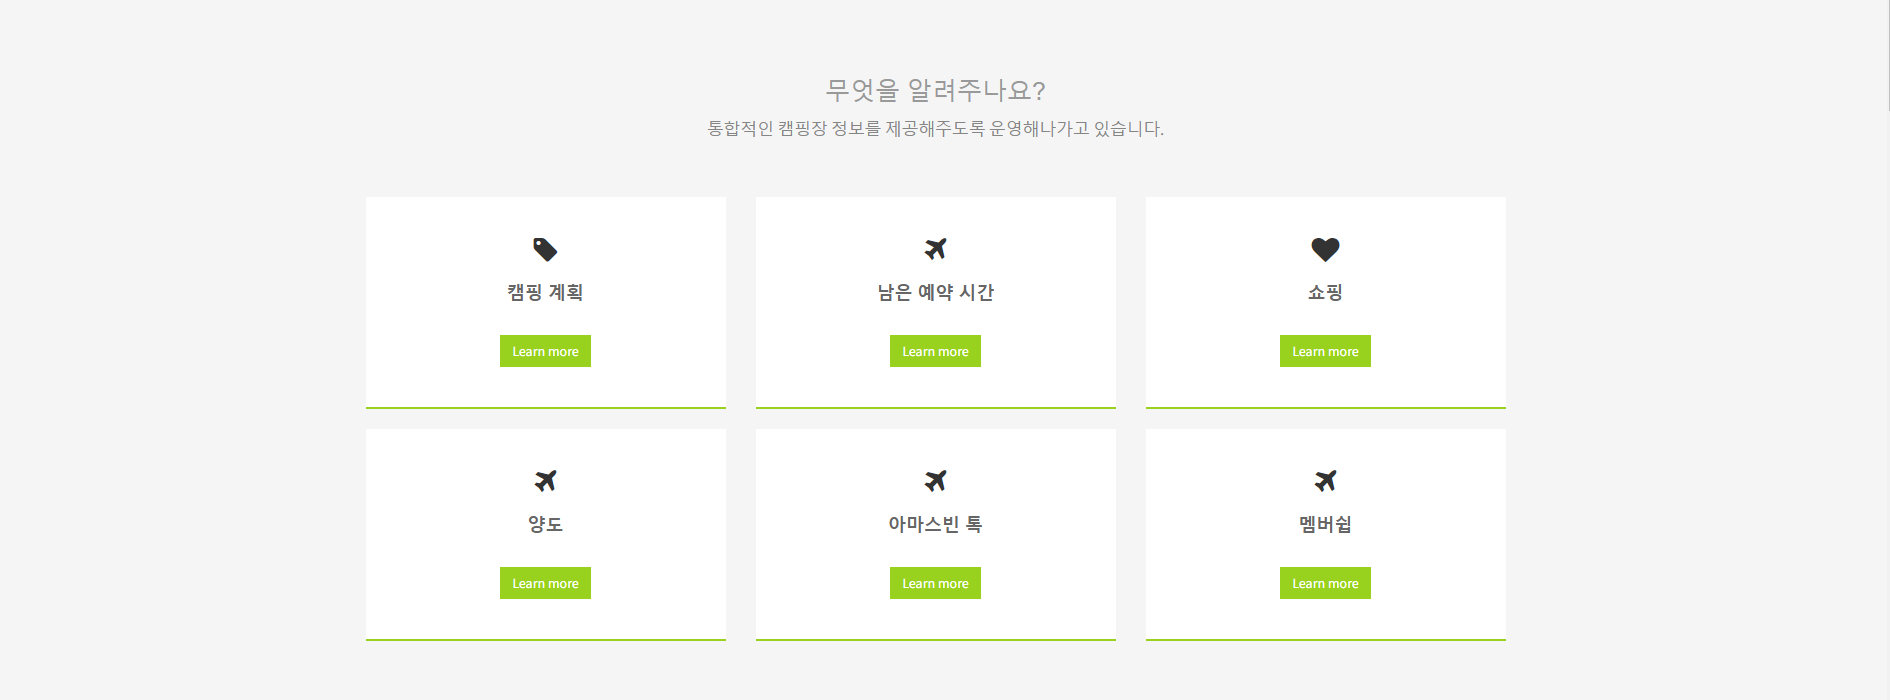 무엇을 알려주나요?
통합적인 캠핑장 정보를 제공해주도록 운영해나가고 있습니다.
캠핑 계획
Learn more
남은 예약 시간
Learn more
쇼핑
Learn more
양도
Learn more
아마스빈 톡
Learn more
멤버쉽
Learn more